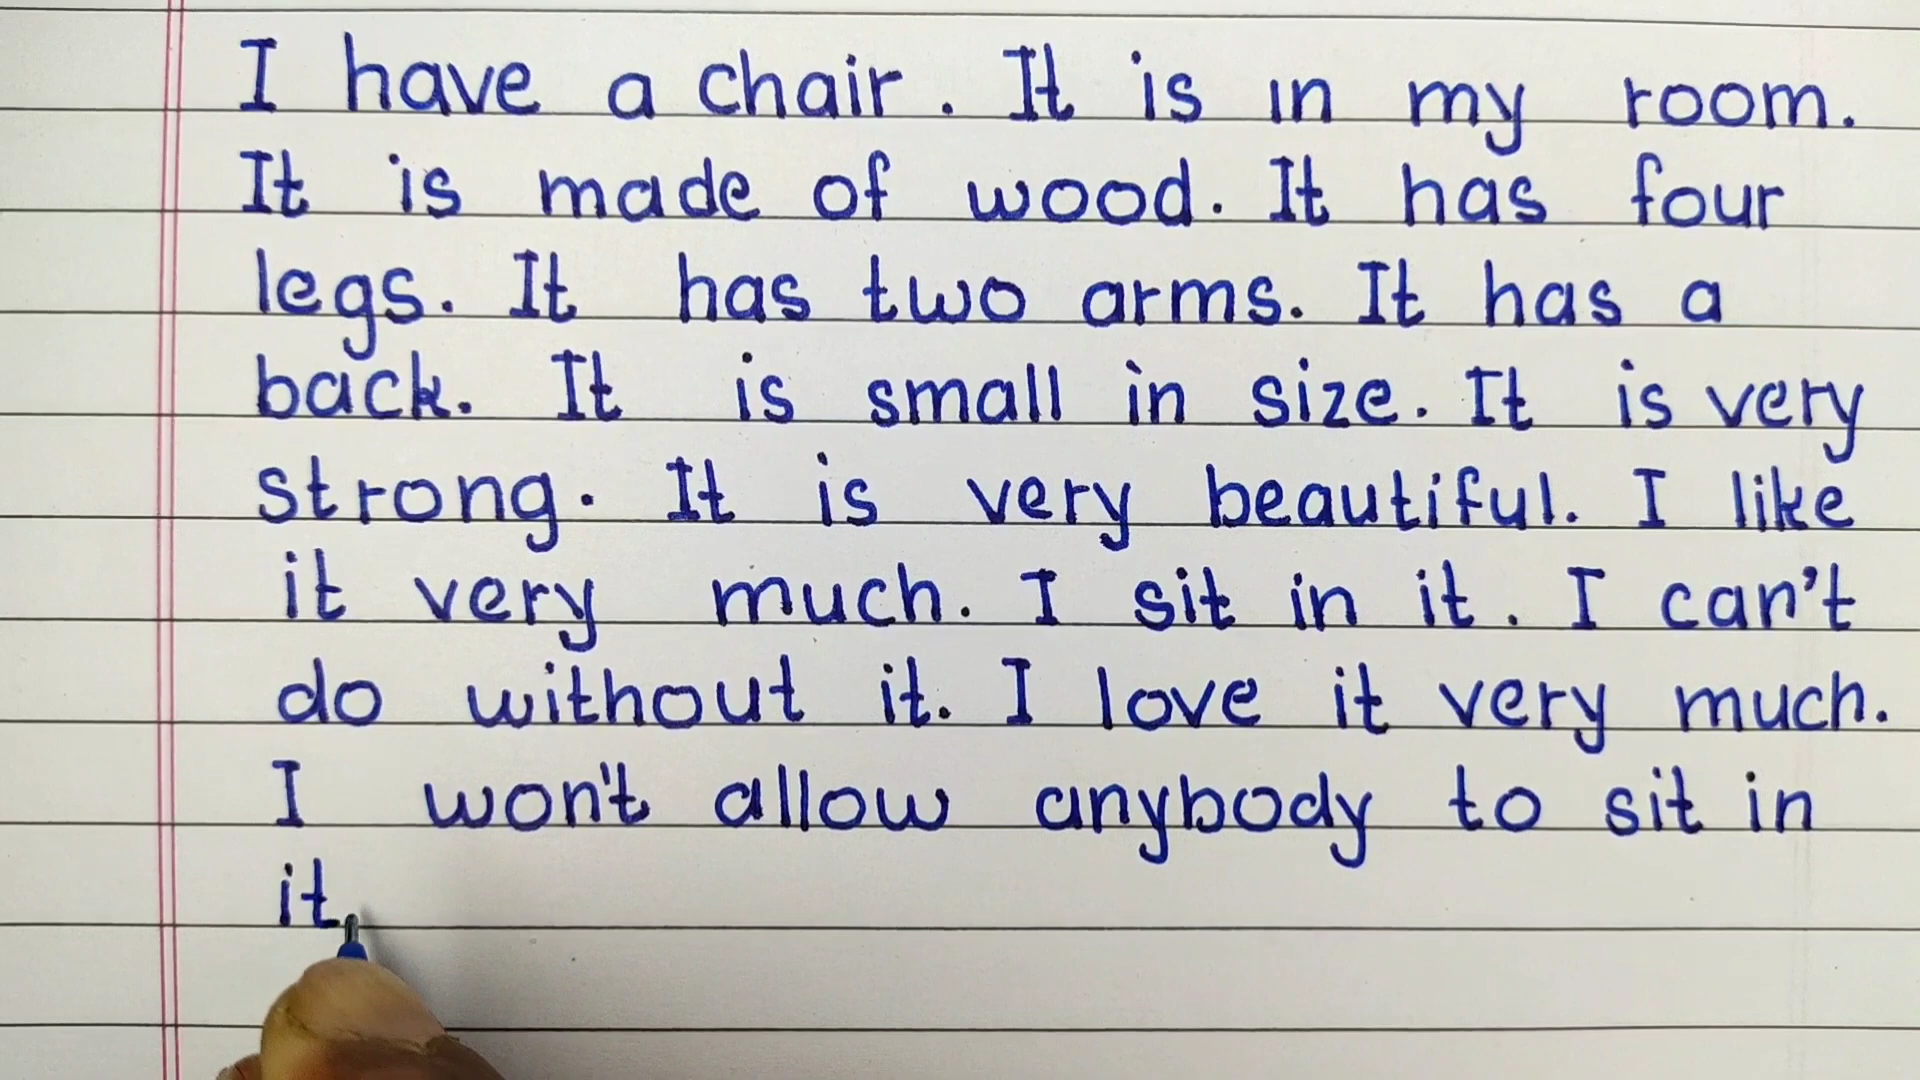 I have a chair. It is in my room.
It is made of wood. It has four
legs. It has two arms. It has a
back. It is small in size. It is very
strong. It is very beautiful. I like
it very much. I sit in it. I can't
do without it. I love it very much.
I won't allow anybody to sit in
it.